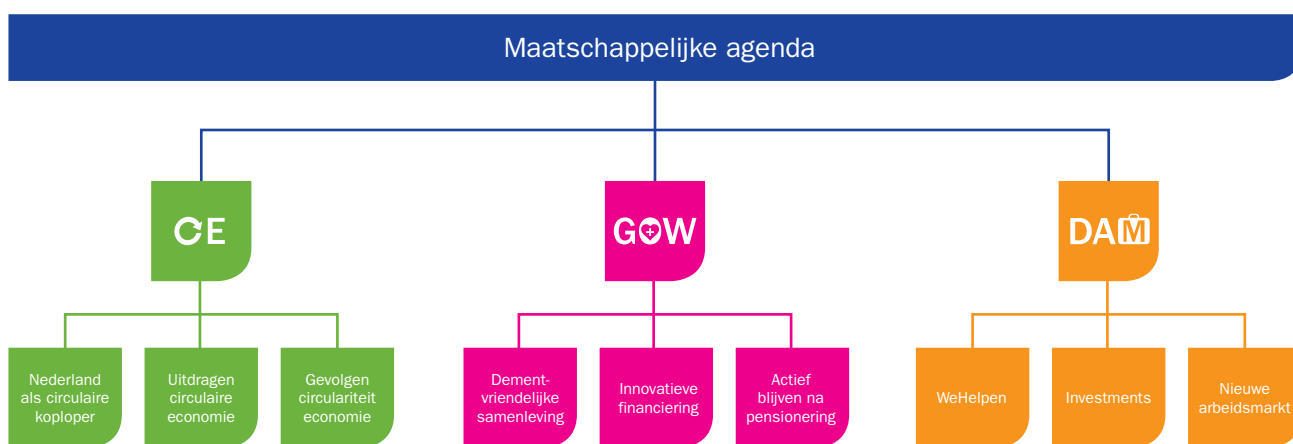 Maatschappelijke agenda
CE
GOW
DAM
Nederland
als circulaire
koploper
Uitdragen
circulaire
economie
Gevolgen
circulariteit
economie
Dement-
vriendelijke
samenleving
Innovatieve
financiering
Actief
blijven na
pensionering
WeHelpen
Investments
Nieuwe
arbeidsmarkt